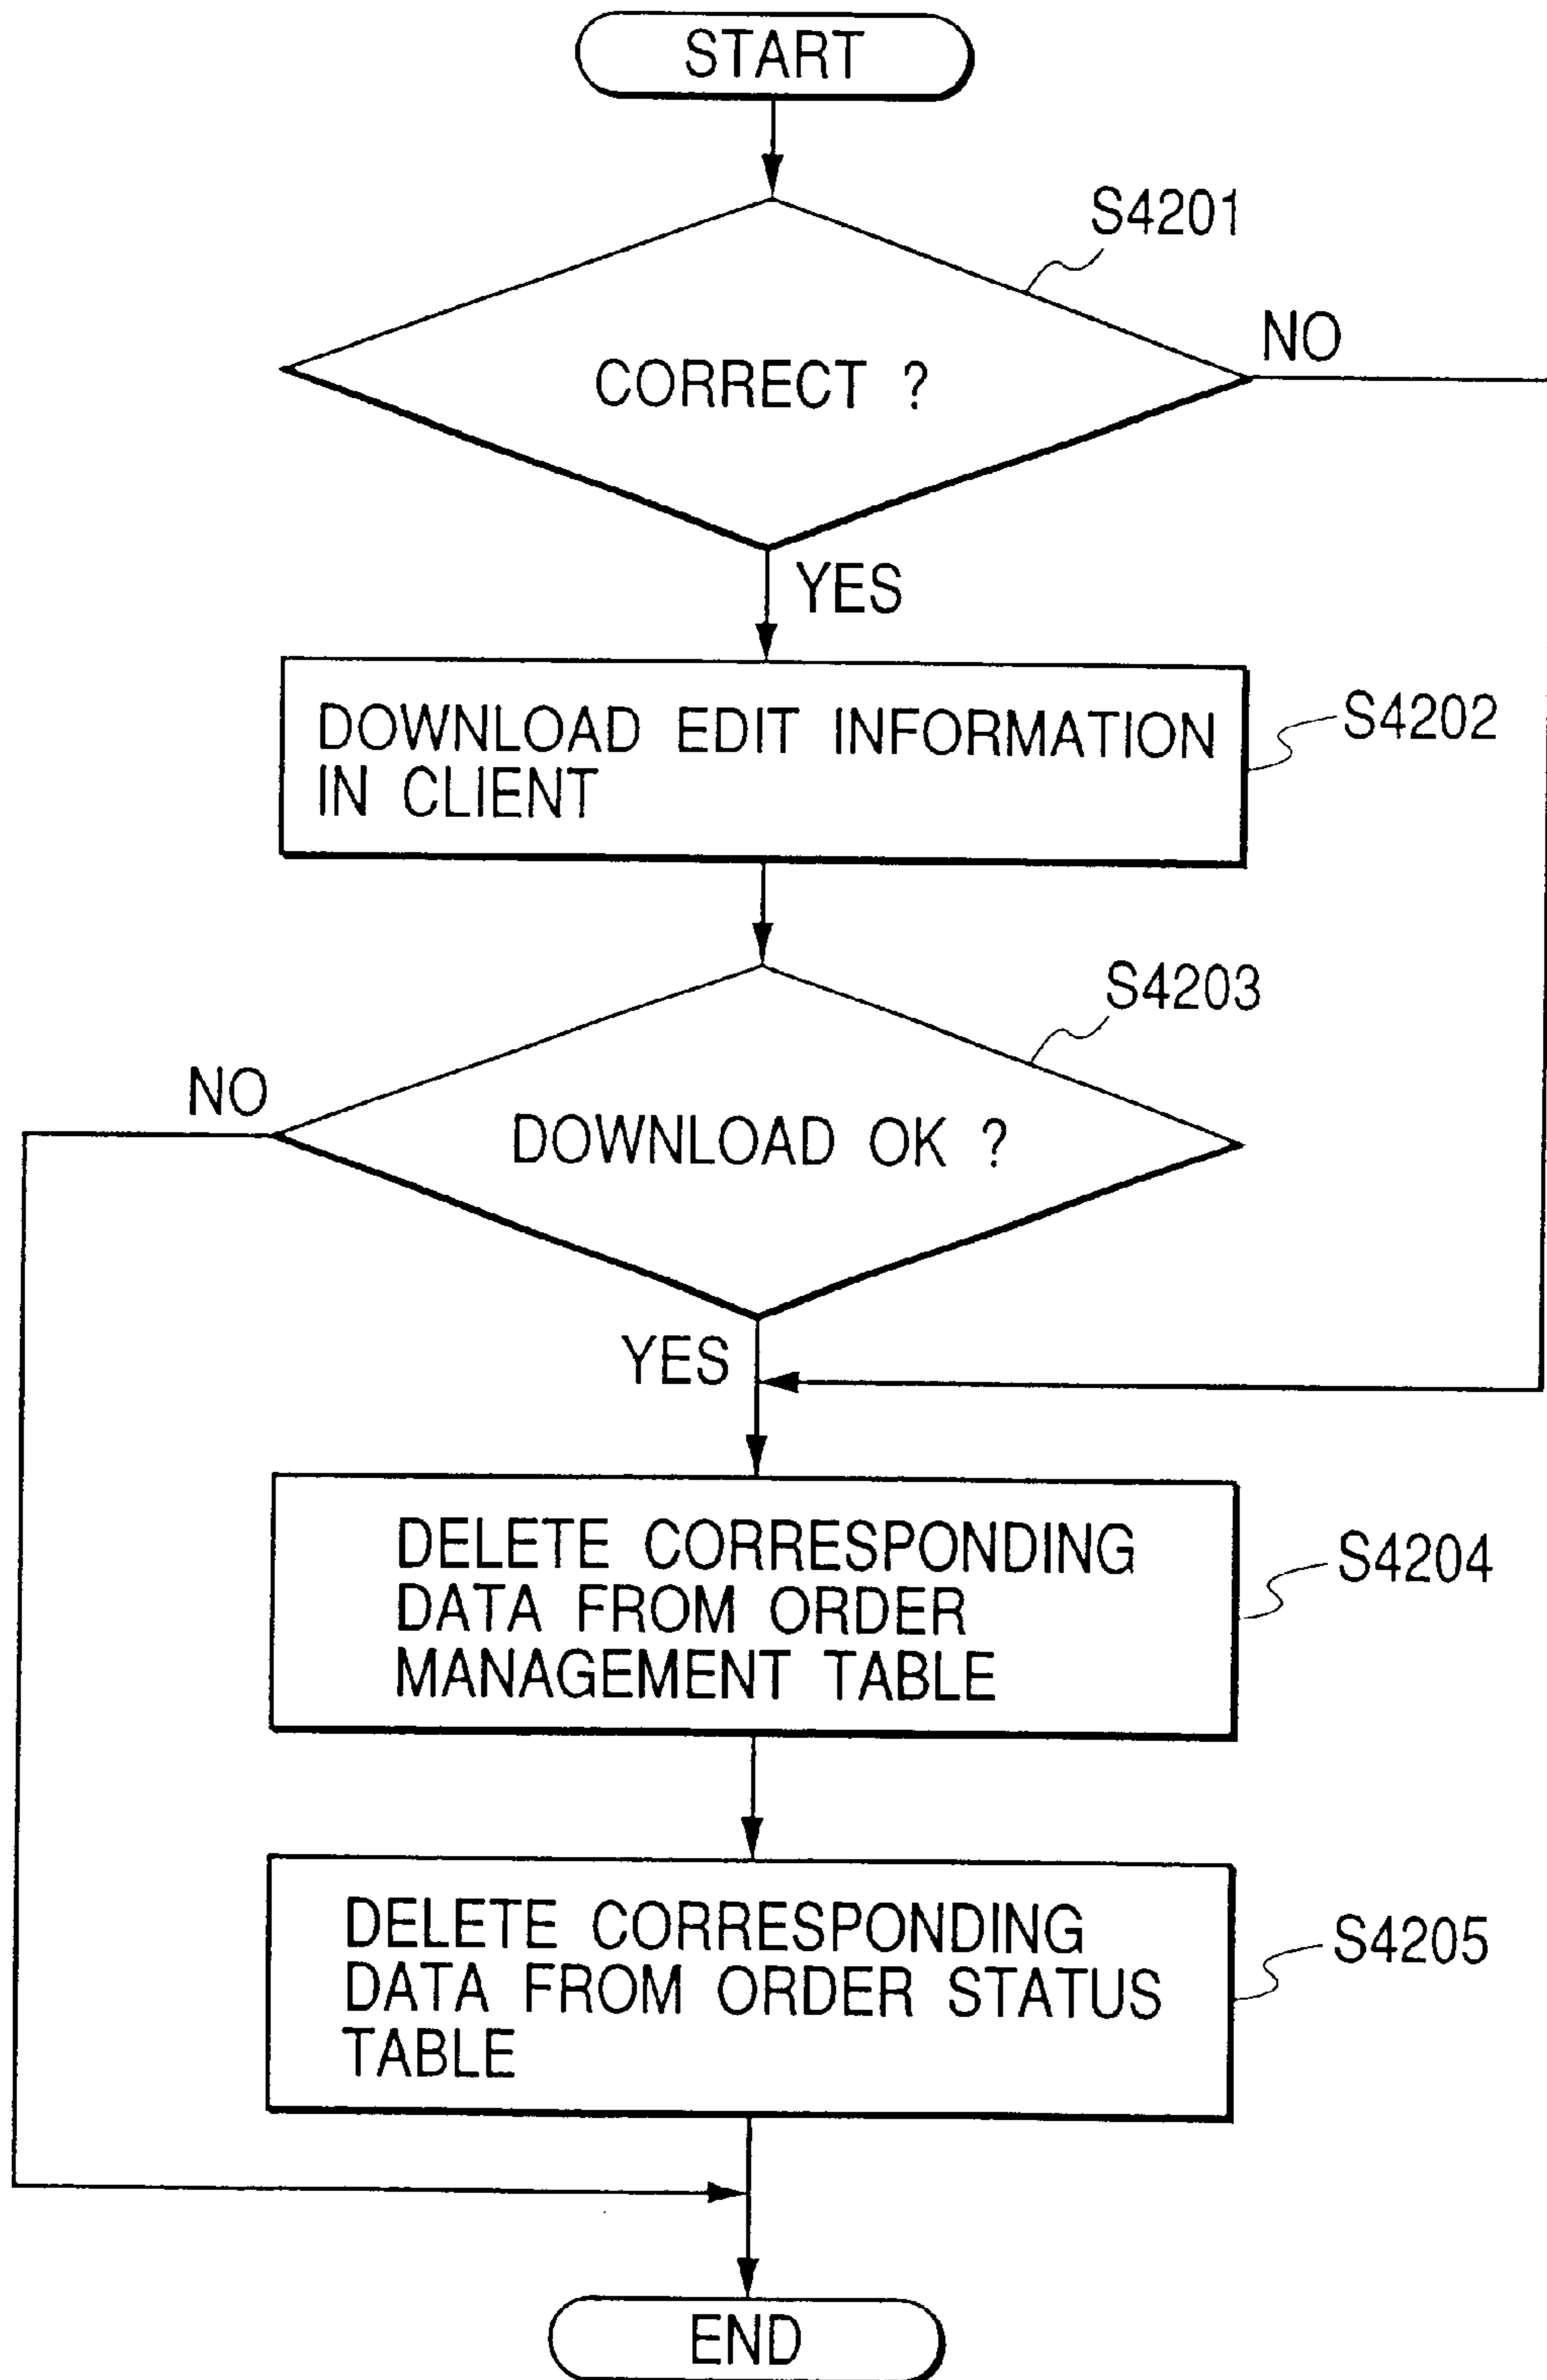 START
S4201
CORRECT ?
NO
YES
DOWNLOAD EDIT INFORMATION
IN CLIENT
S4202
S4203
NO
DOWNLOAD OK ?
YES
DELETE CORRESPONDING
DATA FROM ORDER
MANAGEMENT TABLE
S4204
DELETE CORRESPONDING
DATA FROM ORDER STATUS
TABLE
S4205
END